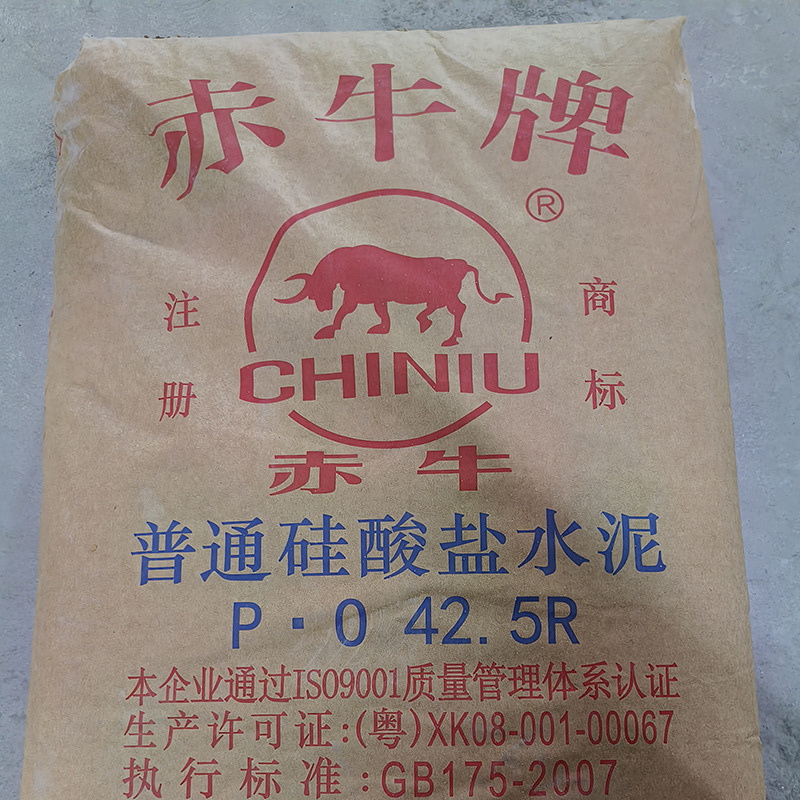 赤牛牌
®
注册
商标
CHINIU
赤牛
普通硅酸盐水泥
P·O 42.5R
本企业通过ISO9001质量管理体系认证
生产许可证:(粤)XK08-001-00067
执行标准:GB175-2007